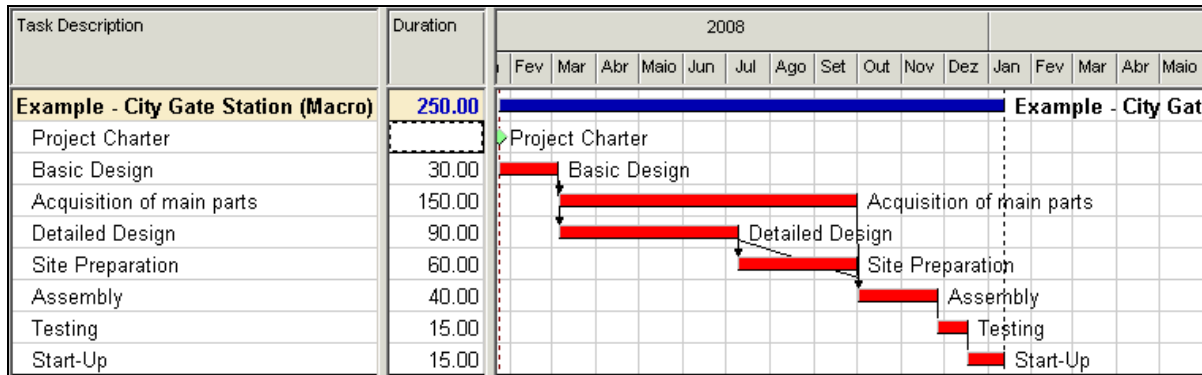 Task Description Duration 2008
Fev Mar Abr Maio Jun Jul Ago Set Out Nov Dez Jan Fev Mar Abr Maio
Example - City Gate Station (Macro) 250.00 Example - City Gat
Project Charter Project Charter
Basic Design 30.00 Basic Design
Acquisition of main parts 150.00 Acquisition of main parts
Detailed Design 90.00 Detailed Design
Site Preparation 60.00 Site Preparation
Assembly 40.00 Assembly
Testing 15.00 Testing
Start-Up 15.00 Start-Up